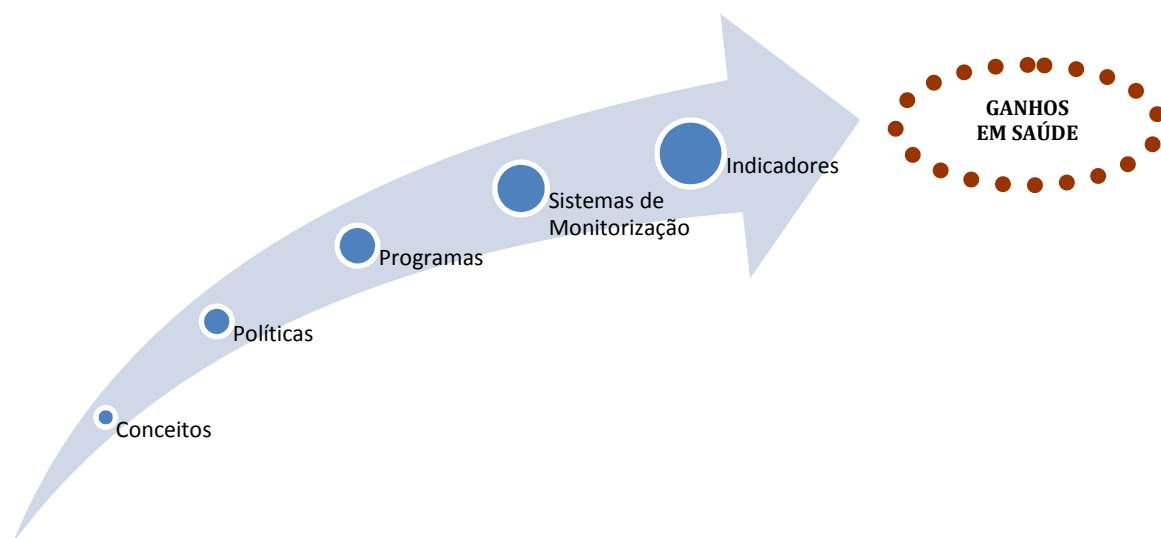 GANHOS
EM SAÚDE
Indicadores
Sistemas de
Monitorização
Programas
Políticas
Conceitos